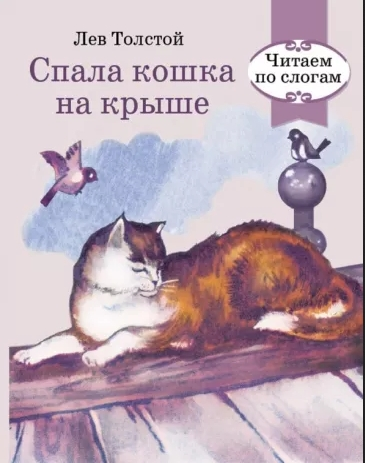 Лев Толстой
Спала кошка
на крыше
Читаем
по слогам